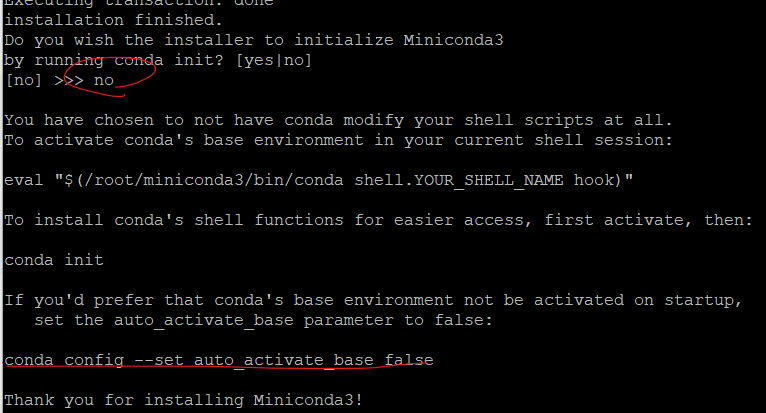 Executing transaction: done
installation finished.
Do you wish the installer to initialize Miniconda3
by running conda init? [yes|no]
[no] >>> no
You have chosen to not have conda modify your shell scripts at all.
To activate conda's base environment in your current shell session:
eval "$(/root/miniconda3/bin/conda shell.YOUR_SHELL_NAME hook)"
To install conda's shell functions for easier access, first activate, then:
conda init
If you'd prefer that conda's base environment not be activated on startup,
set the auto_activate_base parameter to false:
conda config --set auto_activate_base false
Thank you for installing Miniconda3!